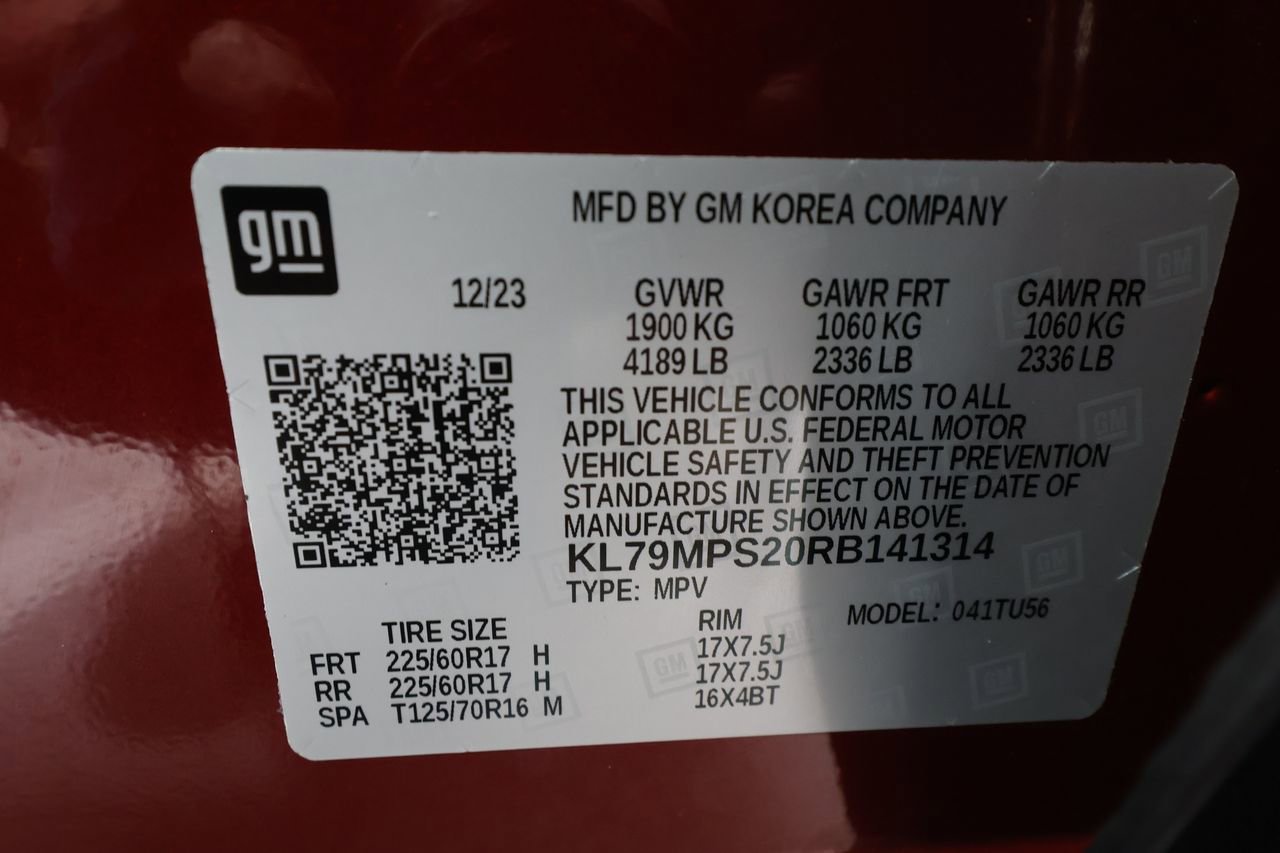 gm
MFD BY GM KOREA COMPANY
12/23 GVWR GAWR FRT GAWR RR
1900 KG 1060 KG 1060 KG
4189 LB 2336 LB 2336 LB
THIS VEHICLE CONFORMS TO ALL
APPLICABLE U.S. FEDERAL MOTOR
VEHICLE SAFETY AND THEFT PREVENTION
STANDARDS IN EFFECT ON THE DATE OF
MANUFACTURE SHOWN ABOVE.
KL79MPS20RB141314
TYPE: MPV MODEL: 041TU56
TIRE SIZE RIM
FRT 225/60R17 H 17X7.5J
RR 225/60R17 H 17X7.5J
SPA T125/70R16 M 16X4BT